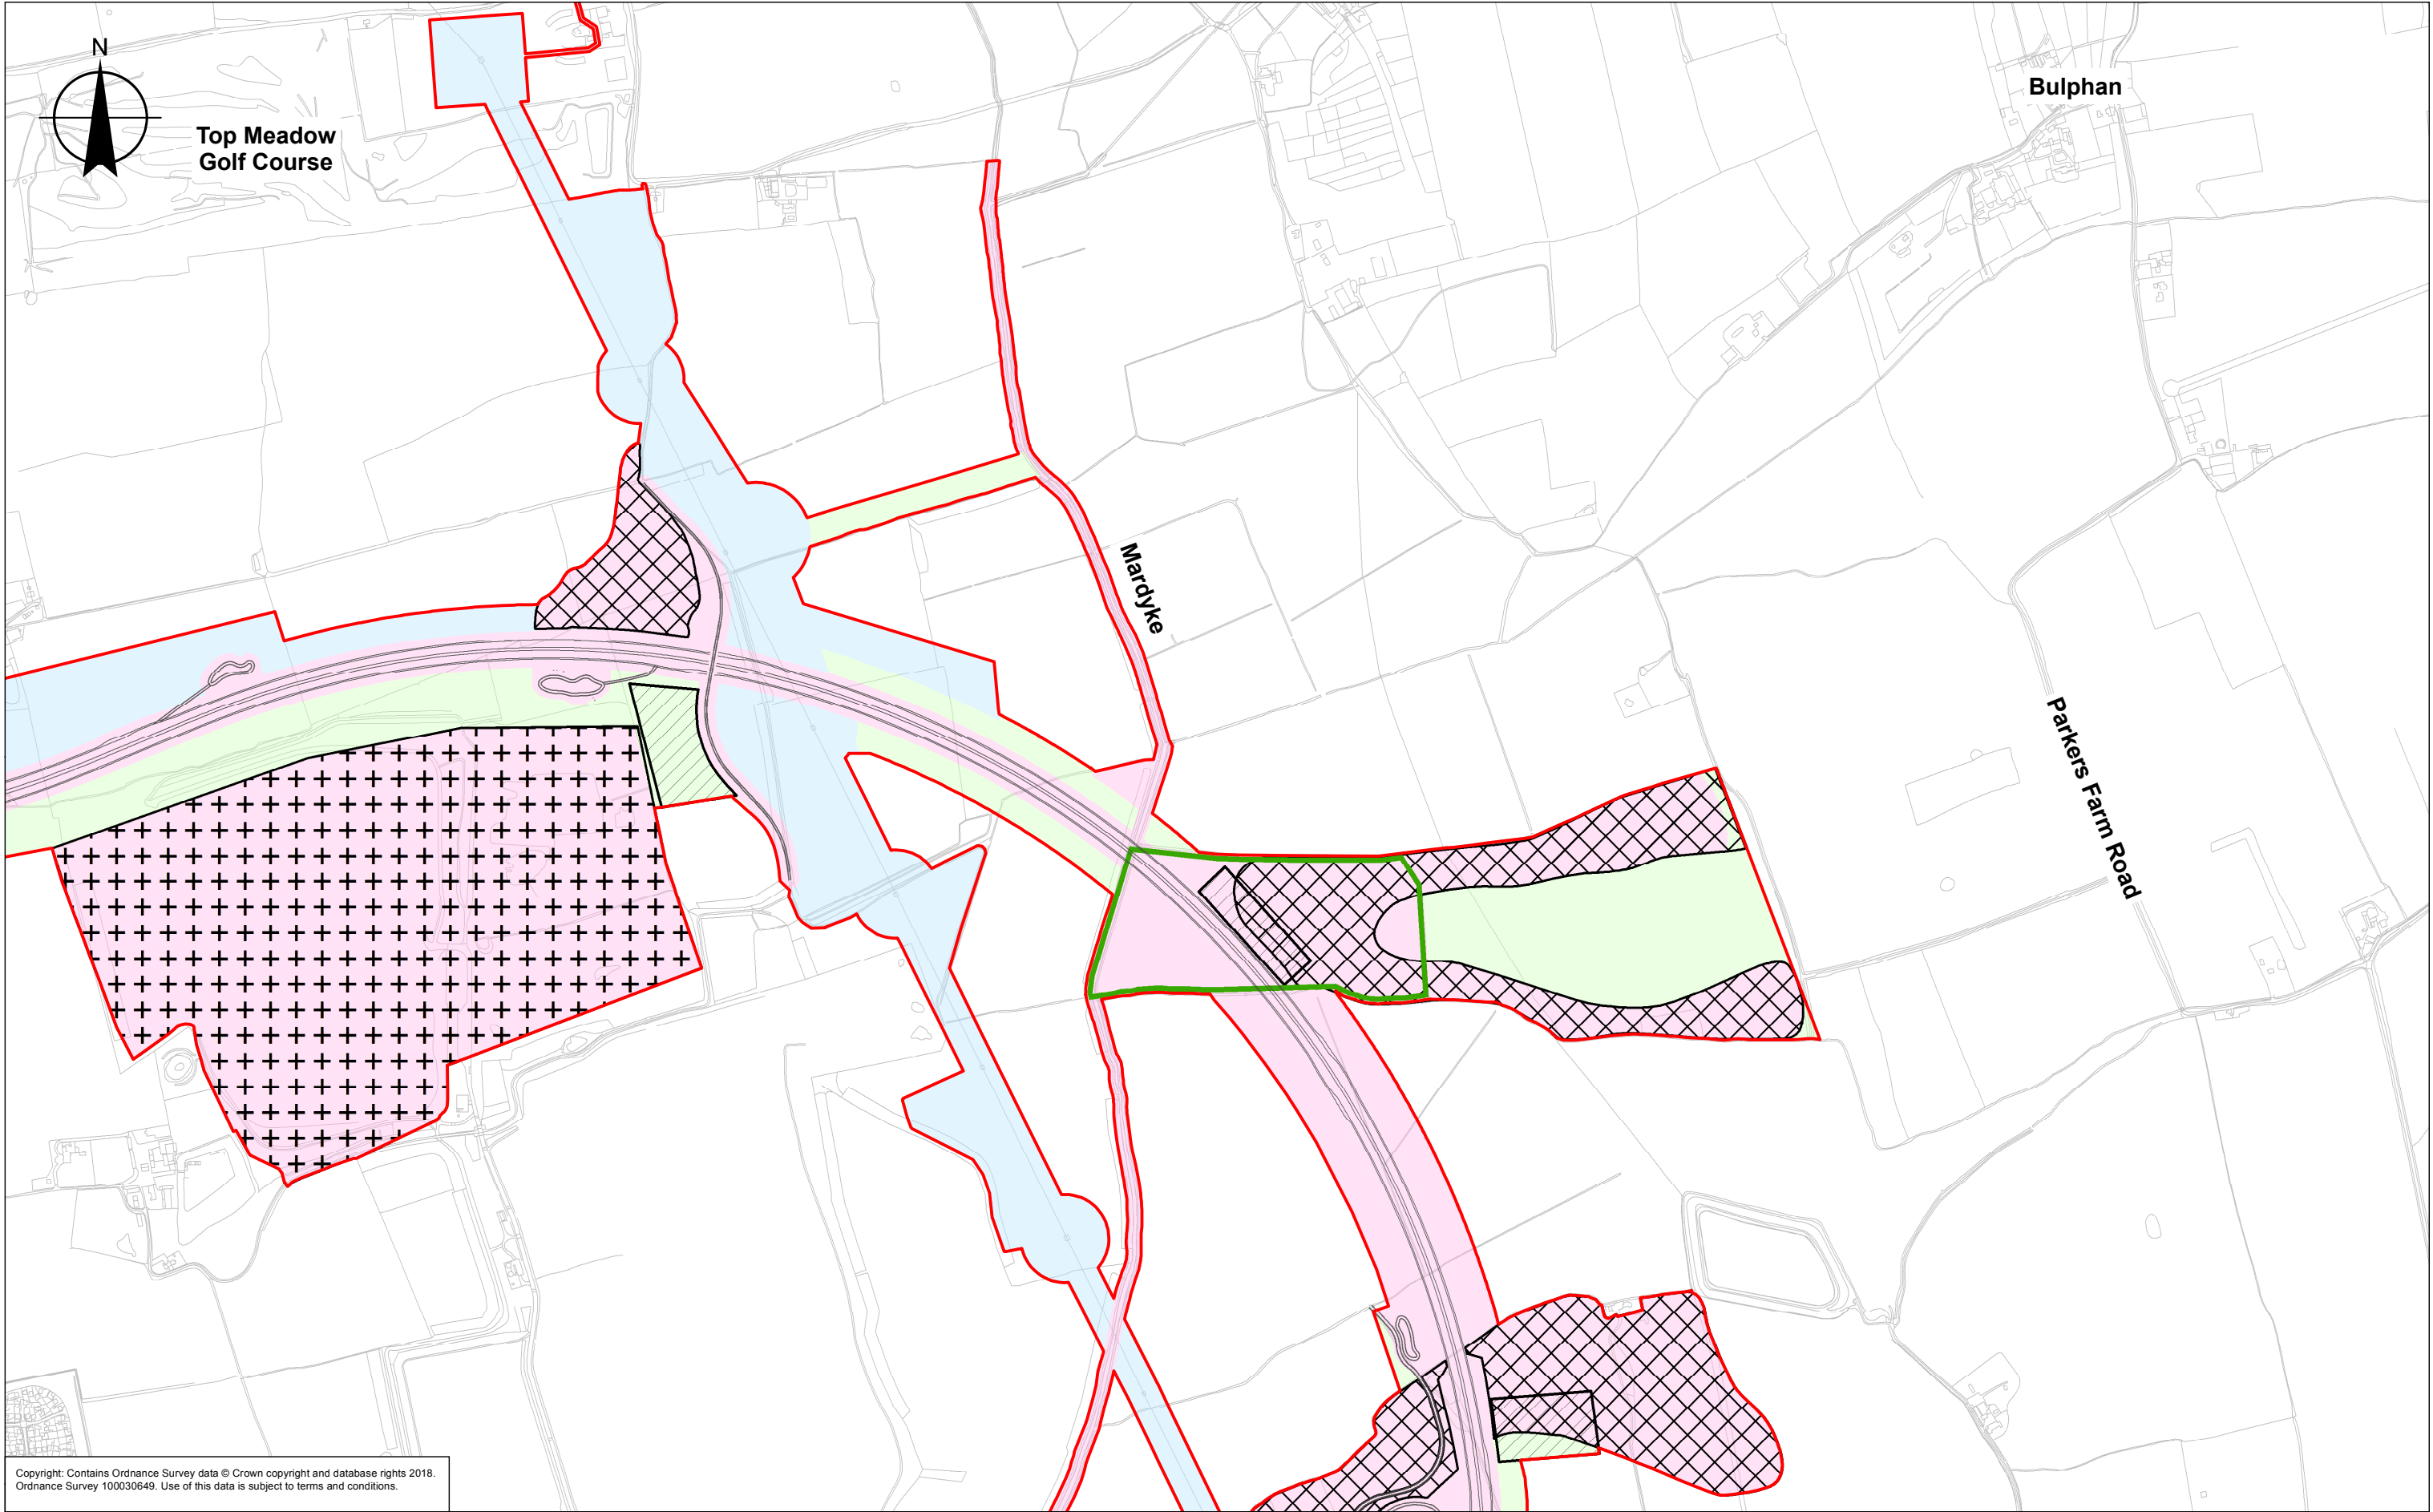 N
Top Meadow
Golf Course
Bulphan
Mardyke
Parkers Farm Road
Copyright: Contains Ordnance Survey data © Crown copyright and database rights 2018.
Ordnance Survey 100030649. Use of this data is subject to terms and conditions.